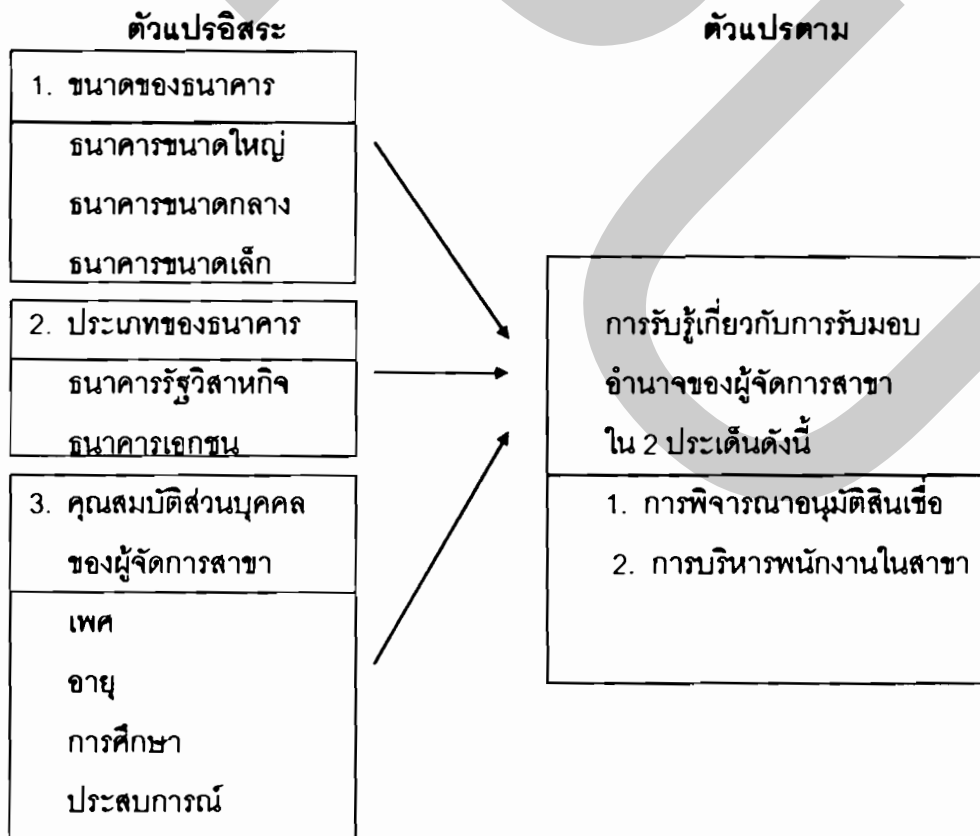 ตัวแปรอิสระ
1. ขนาดของธนาคาร
ธนาคารขนาดใหญ่
ธนาคารขนาดกลาง
ธนาคารขนาดเล็ก
2. ประเภทของธนาคาร
ธนาคารรัฐวิสาหกิจ
ธนาคารเอกชน
3. คุณสมบัติส่วนบุคคล
ของผู้จัดการสาขา
เพศ
อายุ
การศึกษา
ประสบการณ์
ตัวแปรตาม
การรับรู้เกี่ยวกับการรับมอบ
อำนาจของผู้จัดการสาขา
ใน 2 ประเด็นดังนี้
1. การพิจารณาอนุมัติสินเชื่อ
2. การบริหารพนักงานในสาขา